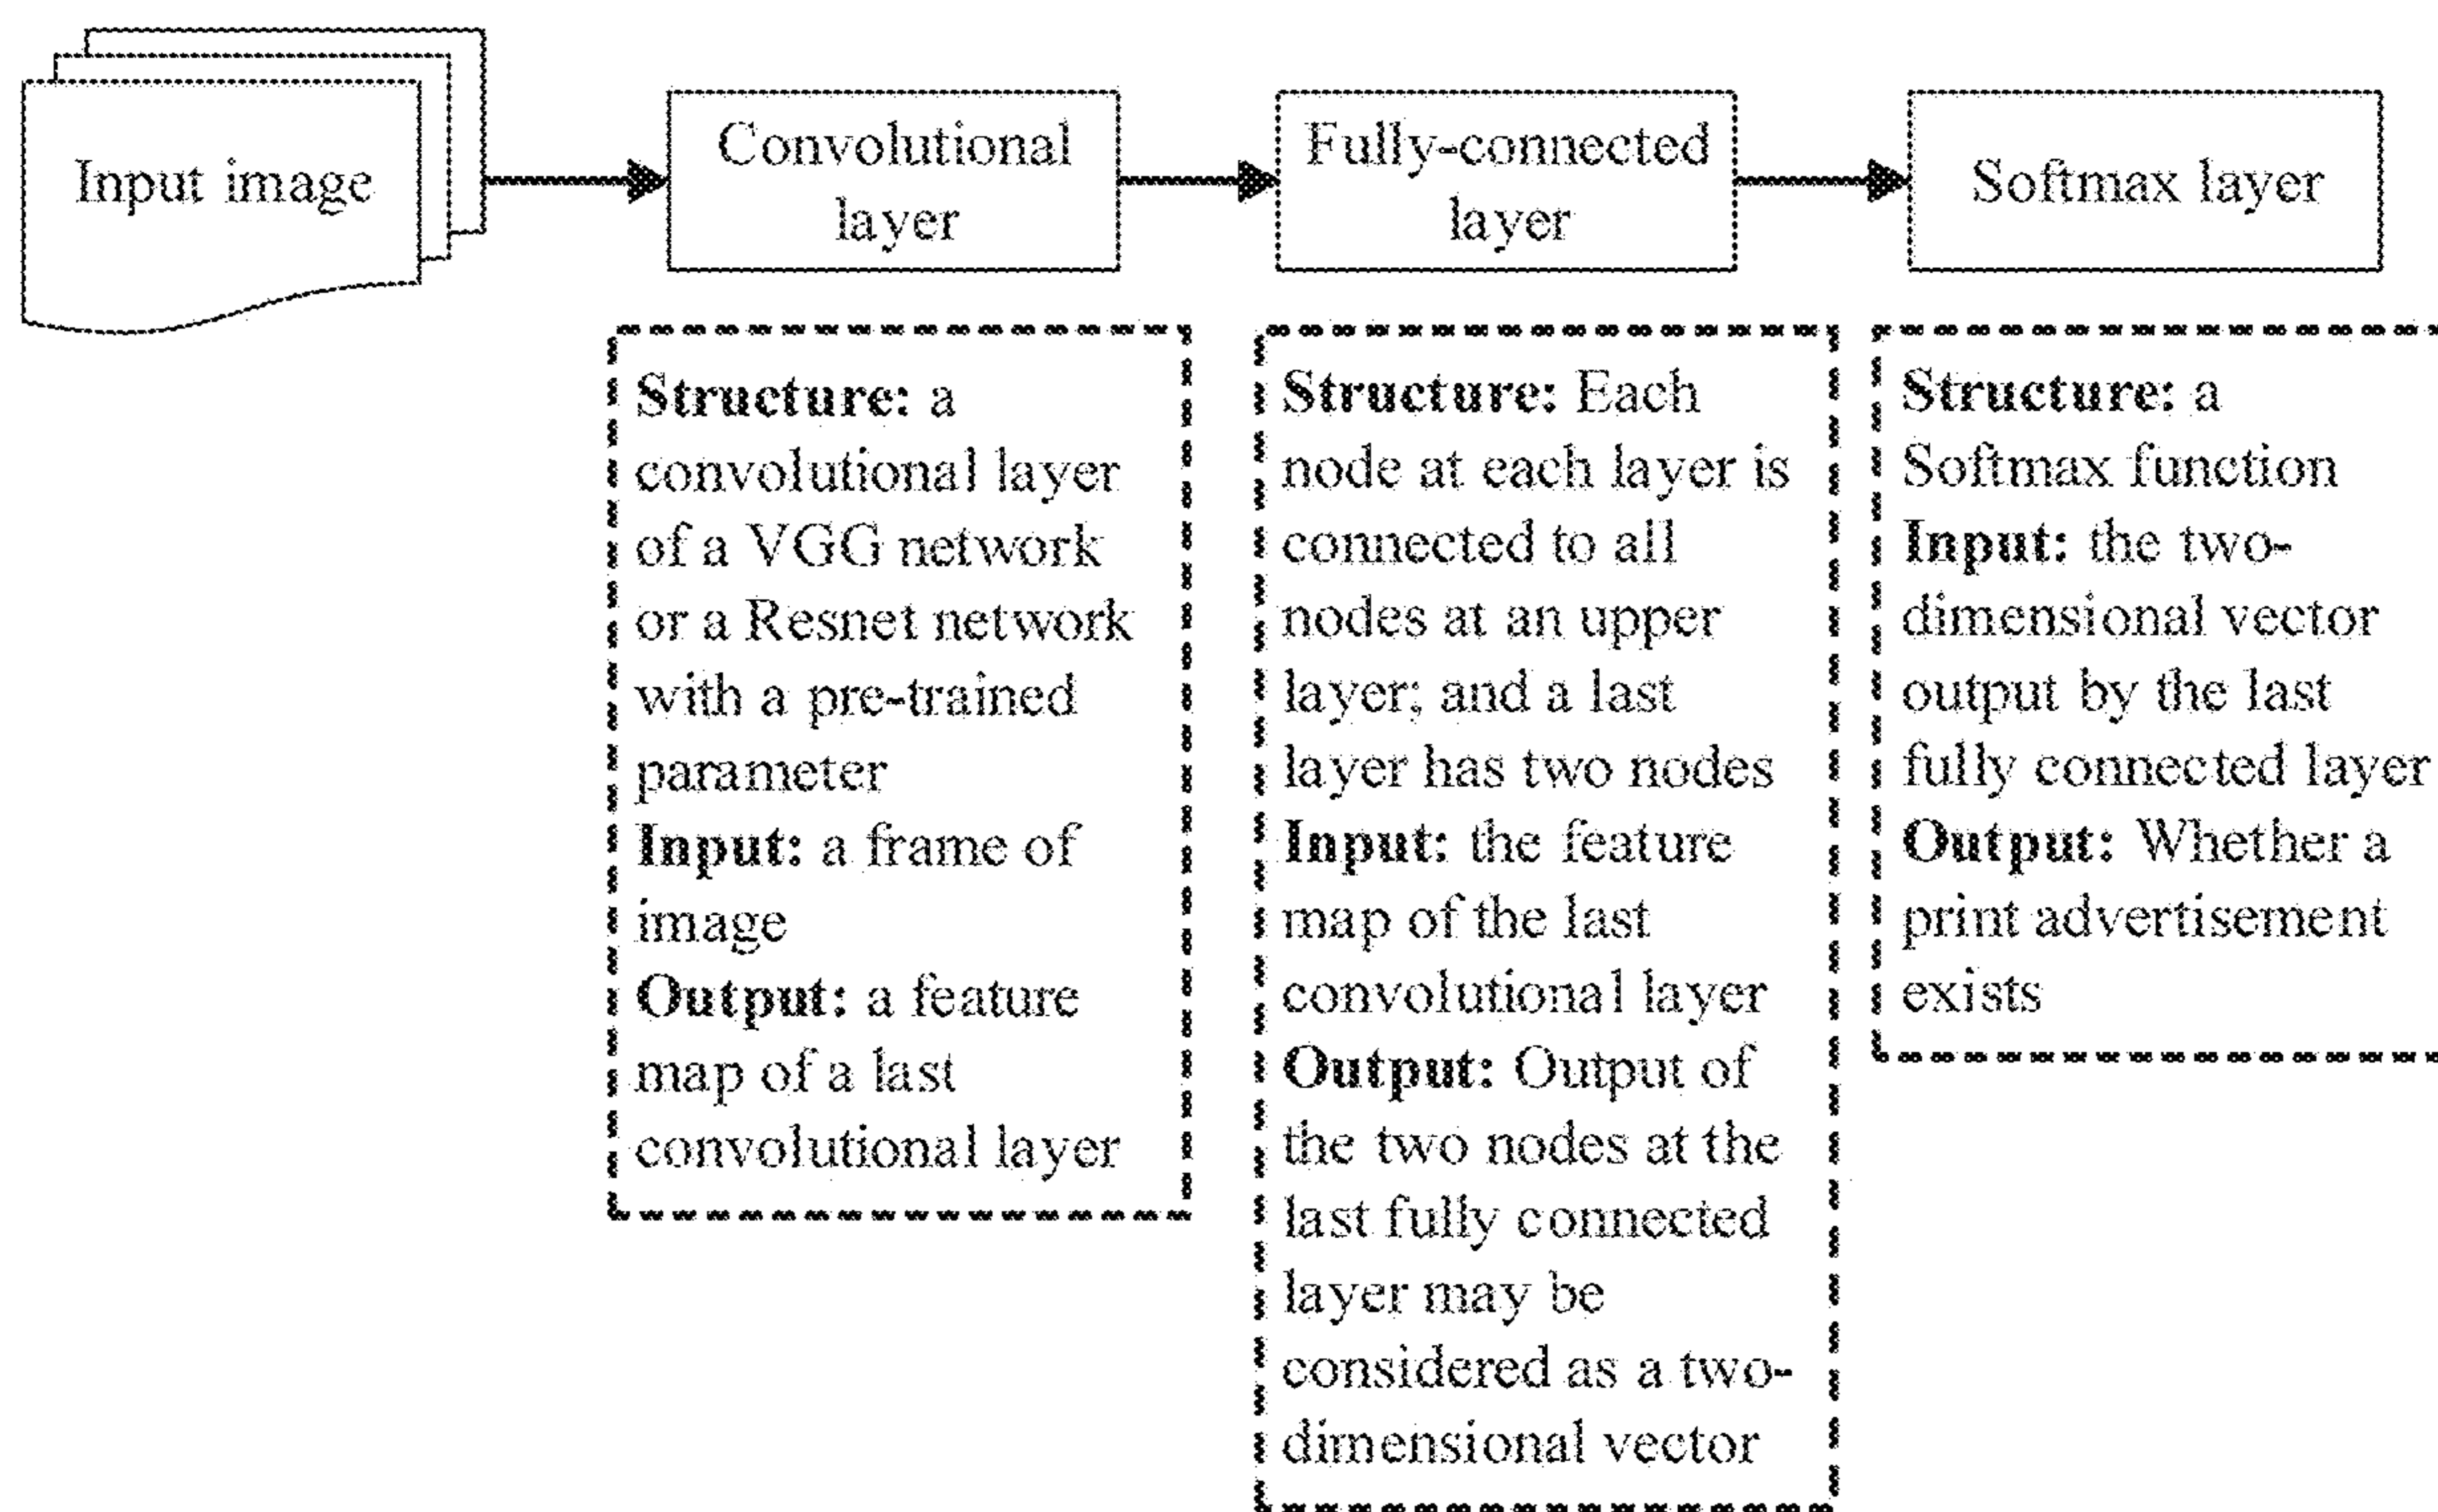 Input image
Convolutional
layer
Fully-connected
layer
Softmax layer
Structure: a
convolutional layer
of a VGG network
or a Resnet network
with a pre-trained
parameter
Input: a frame of
image
Output: a feature
map of a last
convolutional layer
Structure: Each
node at each layer is
connected to all
nodes at an upper
layer; and a last
layer has two nodes
Input: the feature
map of the last
convolutional layer
Output: Output of
the two nodes at the
last fully connected
layer may be
considered as a two-
dimensional vector
Structure: a
Softmax function
Input: the two-
dimensional vector
output by the last
fully connected layer
Output: Whether a
print advertisement
exists